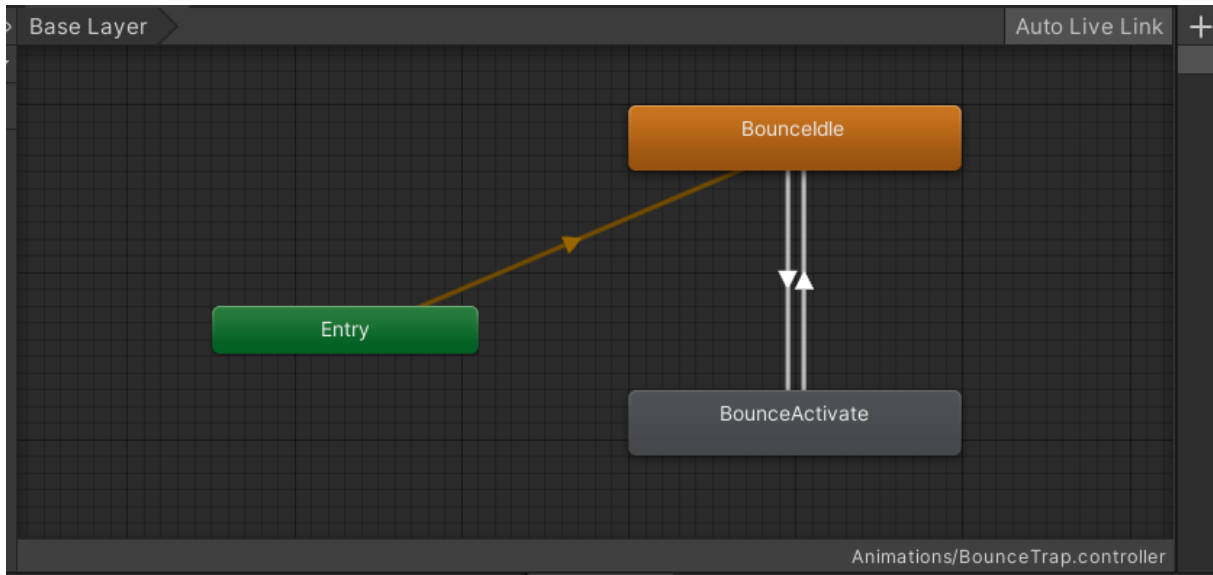 Base Layer
Auto Live Link
BounceIdle
Entry
BounceActivate
Animations/BounceTrap.controller